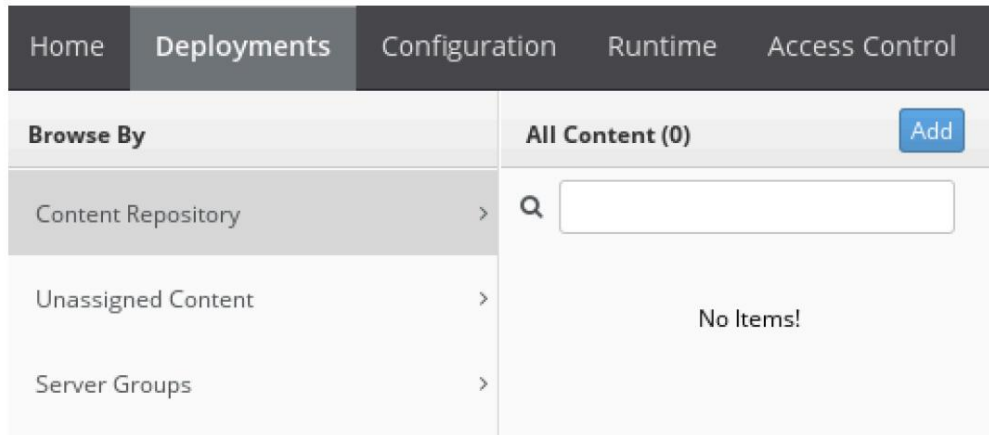 Home Deployments Configuration Runtime Access Control
Browse By
All Content (0) Add
Content Repository
Unassigned Content
No Items!
Server Groups